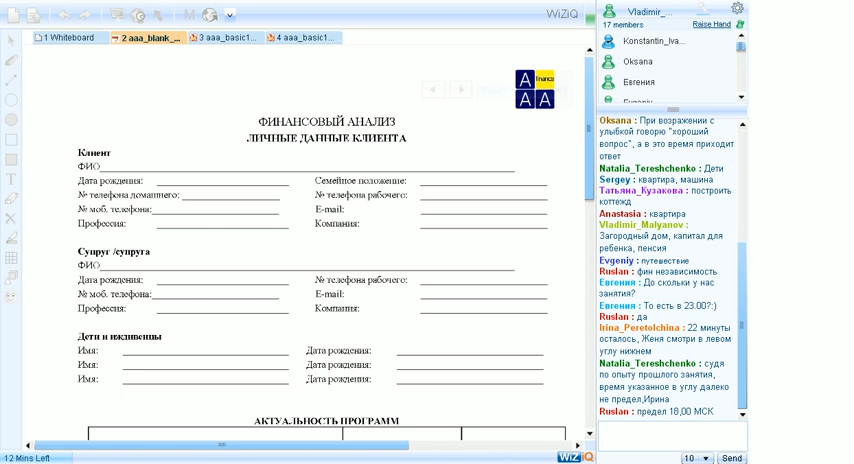 WiZiQ
1 Whiteboard
2 aaa_blank_...
3 aaa_basic1...
4 aaa_basic1...
A
finance
A A
ФИНАНСОВЫЙ АНАЛИЗ
ЛИЧНЫЕ ДАННЫЕ КЛИЕНТА
Клиент
ФИО
Дата рождения: Семейное положение:
№ телефона домашнего: № телефона рабочего:
№ моб. телефона: E-mail:
Профессия: Компания:
Супруг /супруга
ФИО
Дата рождения: № телефона рабочего:
№ моб. телефона: E-mail:
Профессия: Компания:
Дети и иждивенцы
Имя: Дата рождения:
Имя: Дата рождения:
Имя: Дата рождения:
АКТУАЛЬНОСТЬ ПРОГРАММ
12 Mins Left
WiZiQ
Vladimir_...
17 members
Raise Hand
Konstantin_Iva...
Oksana
Евгения
Evgeniy
Oksana : При возражении с
улыбкой говорю "хороший
вопрос", а в это время приходит
ответ
Natalia_Tereshchenko : Дети
Sergey : квартира, машина
Татьяна_Кузакова : построить
коттежд
Anastasia : квартира
Vladimir_Malyanov :
Загородный дом, капитал для
ребенка, пенсия
Evgeniy : путешествие
Ruslan : фин независимость
Евгения : До скольки у нас
занятия?
Евгения : То есть в 23.00?:)
Ruslan : да
Irina_Peretolchina : 22 минуты
осталось, Женя смотри в левом
углу нижнем
Natalia_Tereshchenko : судя
по опыту прошлого занятия,
время указанное в углу далеко
не предел,Ирина
Ruslan : предел 18,00 МСК
10
Send